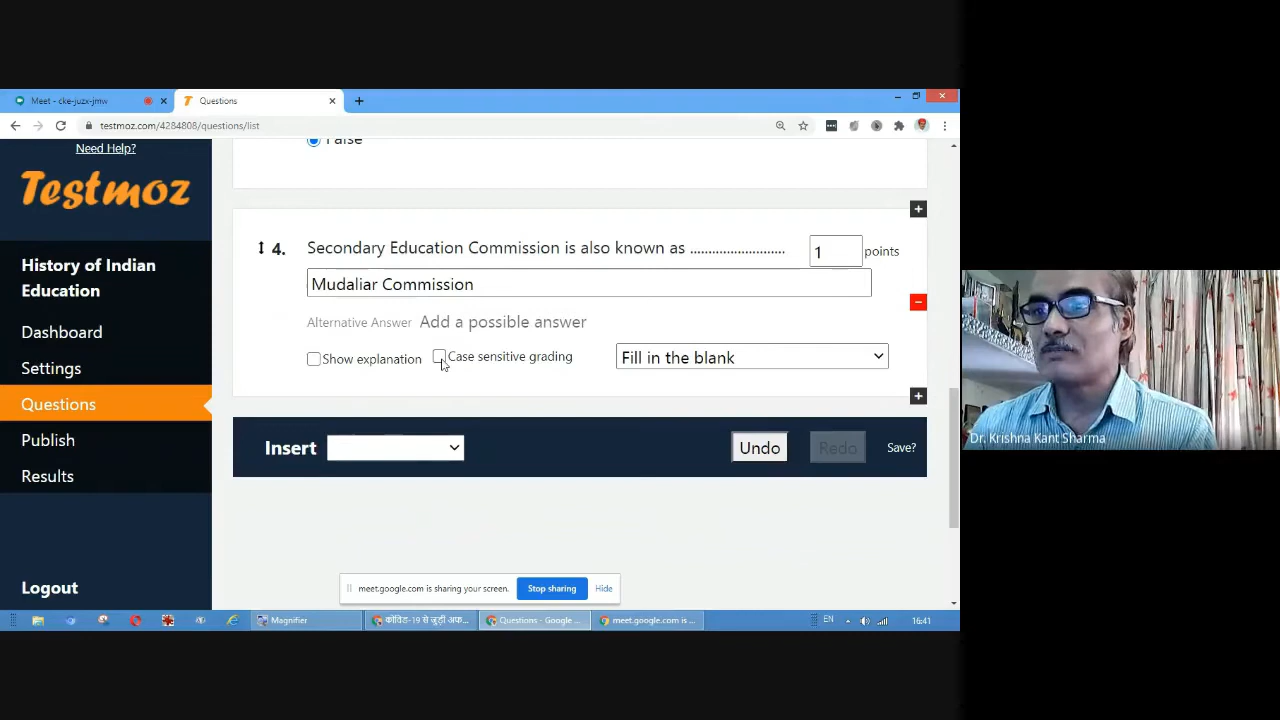 Meet - cke-juzx-jmw
Questions
testmoz.com/4284808/questions/list
Need Help?
Testmoz
History of Indian
Education
Dashboard
Settings
Questions
Publish
Results
Logout
False
4. Secondary Education Commission is also known as ......................... 1 points
Mudaliar Commission
Alternative Answer Add a possible answer
Show explanation Case sensitive grading Fill in the blank
Insert Undo Redo Save?
meet.google.com is sharing your screen. Stop sharing Hide
Magnifier कोविड-19 से जुड़ी अफ... Questions - Google ... meet.google.com is ... EN 16:41
Dr. Krishna Kant Sharma